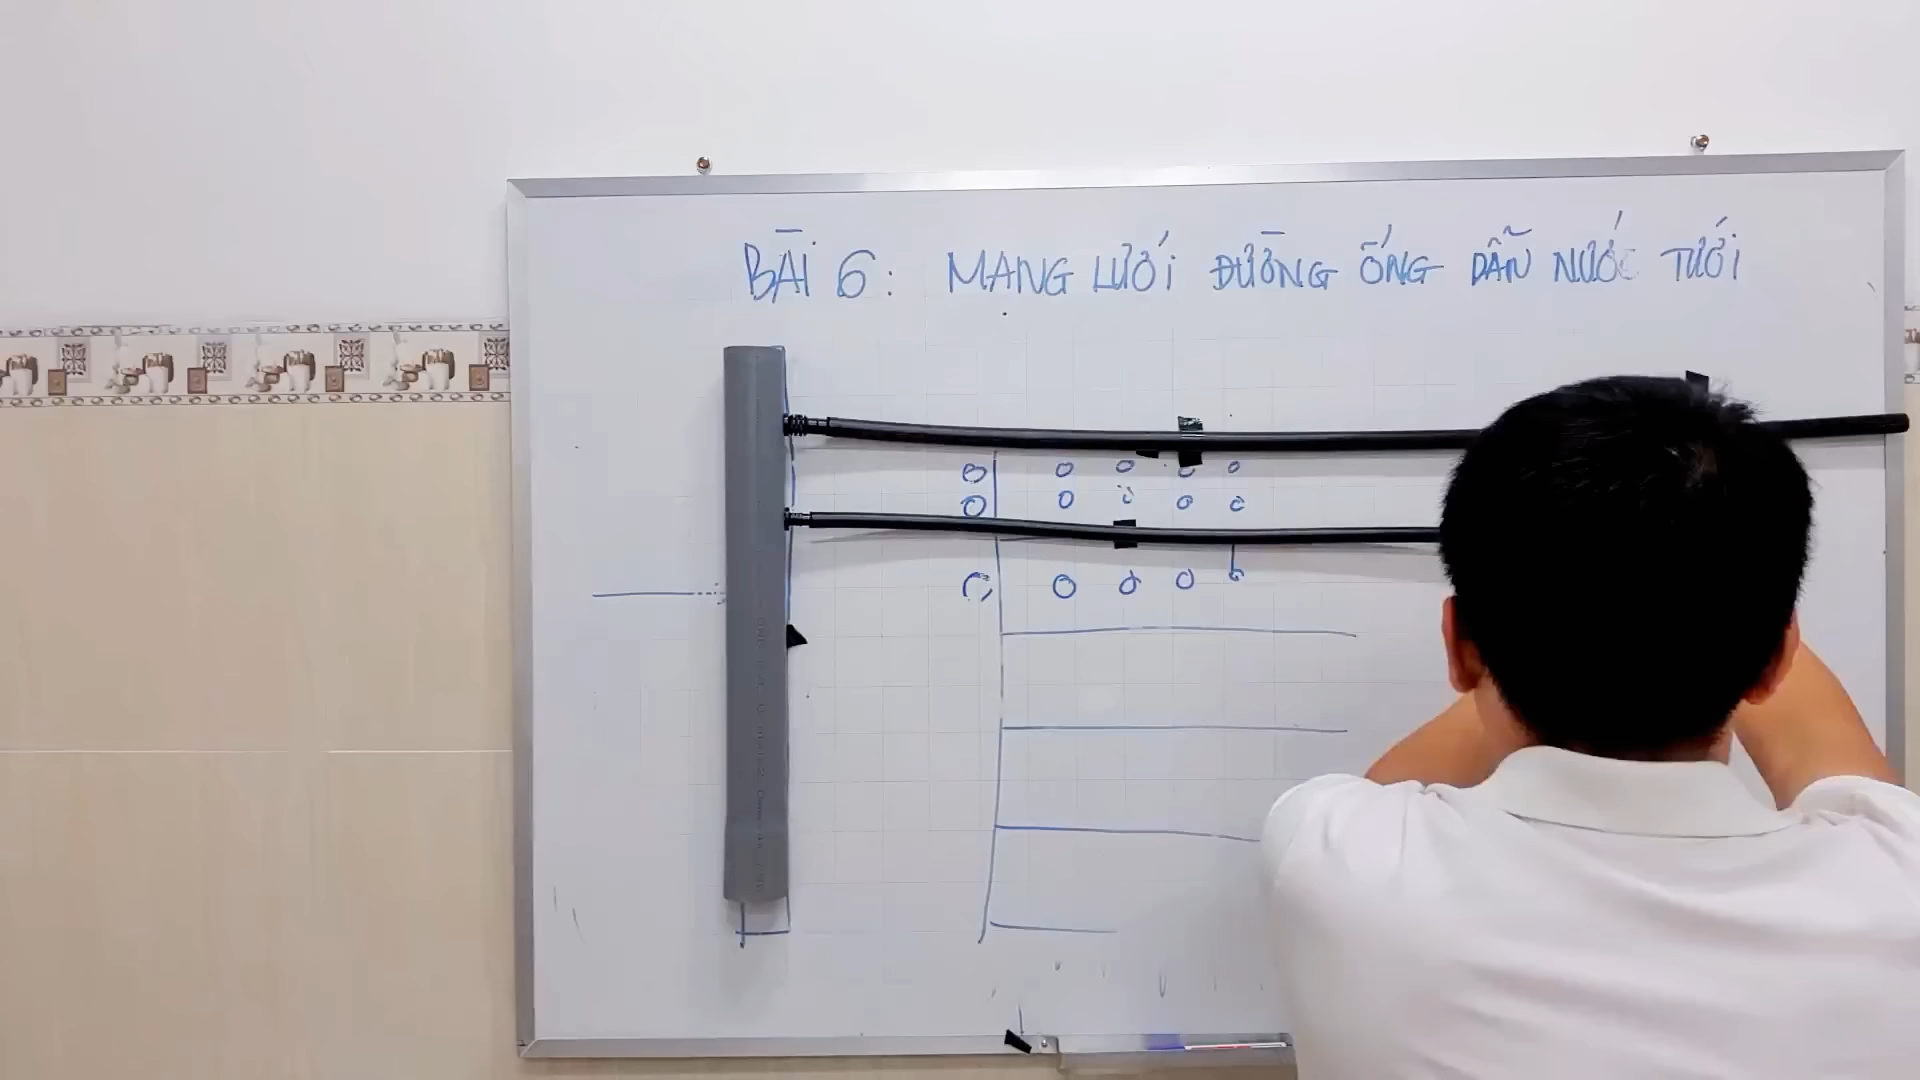 BÀI 6: MẠNG LƯỚI ĐƯỜNG ỐNG DẪN NƯỚC TƯỚI